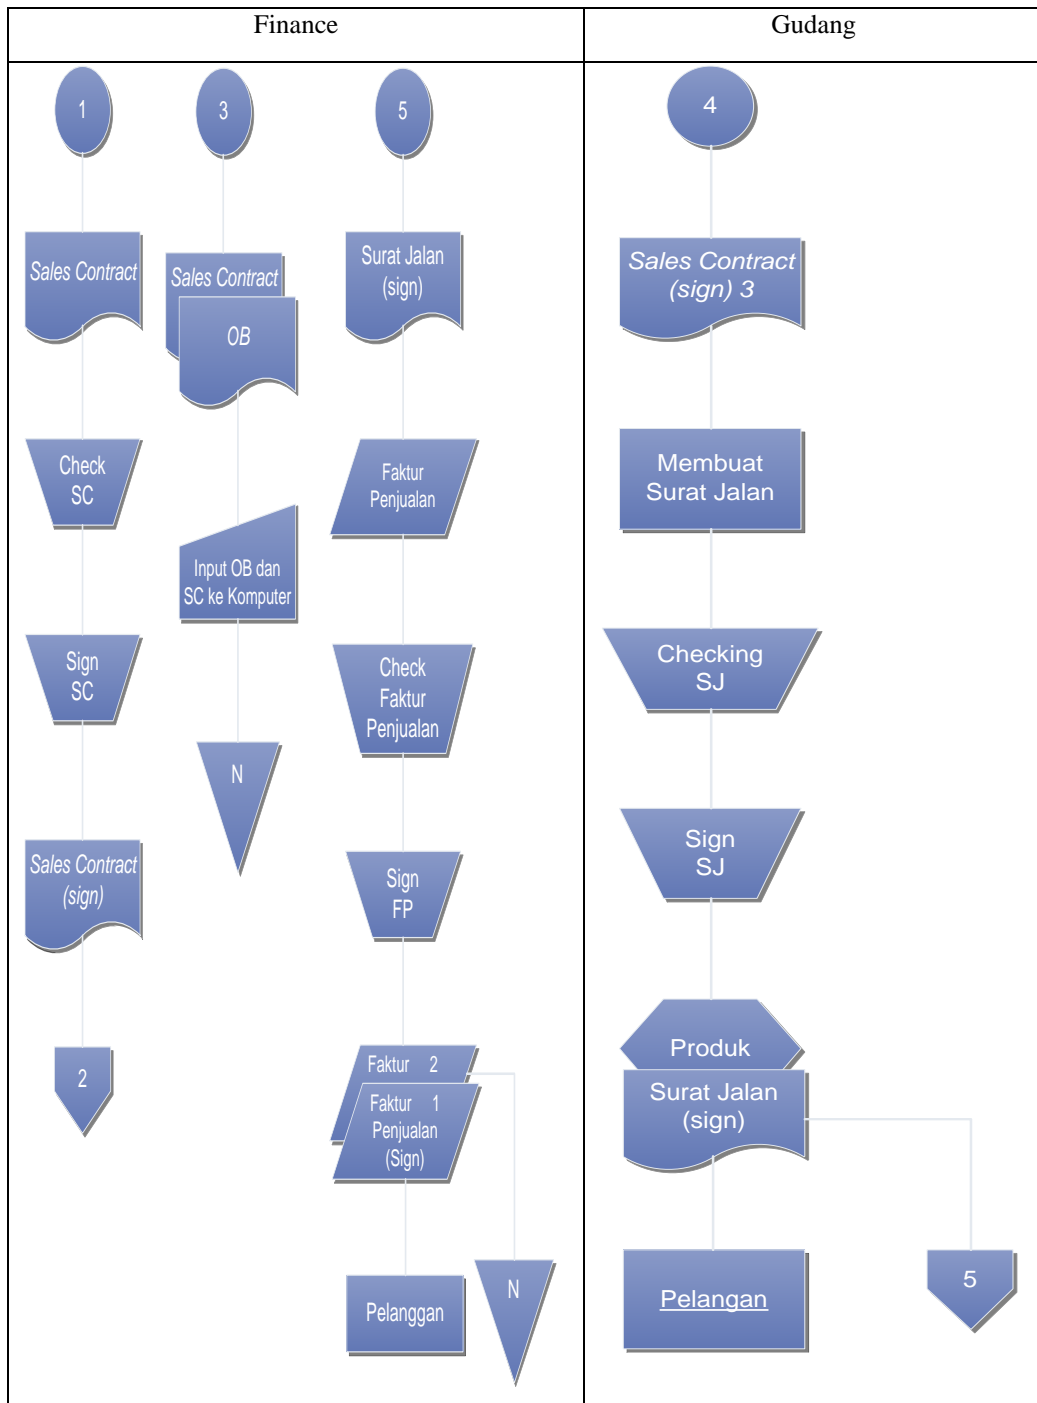 Finance
Gudang
1
Sales Contract
Check
SC
Sign
SC
Sales Contract
(sign)
2
3
Sales Contract
OB
Input OB dan
SC ke Komputer
N
5
Surat Jalan
(sign)
Faktur
Penjualan
Check
Faktur
Penjualan
Sign
FP
Faktur 2
Faktur 1
Penjualan
(Sign)
Pelanggan
N
4
Sales Contract
(sign) 3
Membuat
Surat Jalan
Checking
SJ
Sign
SJ
Produk
Surat Jalan
(sign)
Pelangan
5